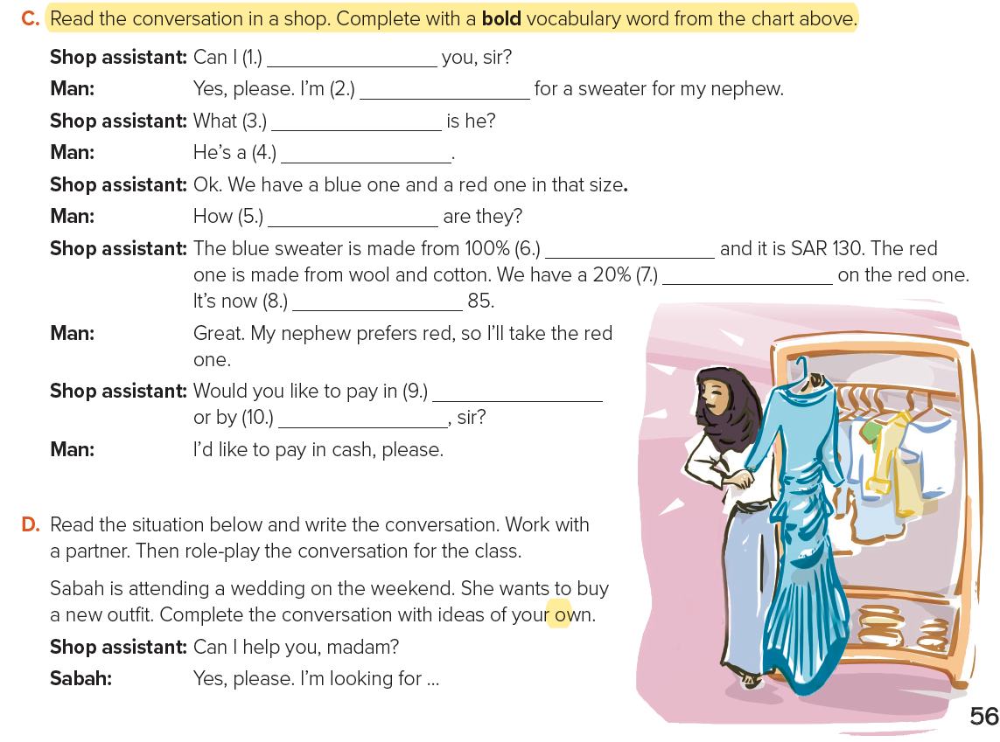 C. Read the conversation in a shop. Complete with a bold vocabulary word from the chart above.
Shop assistant: Can I (1.) ________________ you, sir?
Man: Yes, please. I'm (2.) ________________ for a sweater for my nephew.
Shop assistant: What (3.) ________________ is he?
Man: He's a (4.) ________________.
Shop assistant: Ok. We have a blue one and a red one in that size.
Man: How (5.) ________________ are they?
Shop assistant: The blue sweater is made from 100% (6.) ________________ and it is SAR 130. The red
one is made from wool and cotton. We have a 20% (7.) ________________ on the red one.
It's now (8.) ________________ 85.
Man: Great. My nephew prefers red, so I'll take the red
one.
Shop assistant: Would you like to pay in (9.) ________________
or by (10.) ________________, sir?
Man: I'd like to pay in cash, please.
D. Read the situation below and write the conversation. Work with
a partner. Then role-play the conversation for the class.
Sabah is attending a wedding on the weekend. She wants to buy
a new outfit. Complete the conversation with ideas of your own.
Shop assistant: Can I help you, madam?
Sabah: Yes, please. I'm looking for ...
56